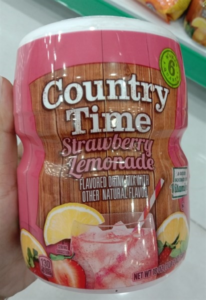 Country
Time
Strawberry
Lemonade
FLAVORED DRINK MIX WITH
OTHER NATURAL FLAVOR